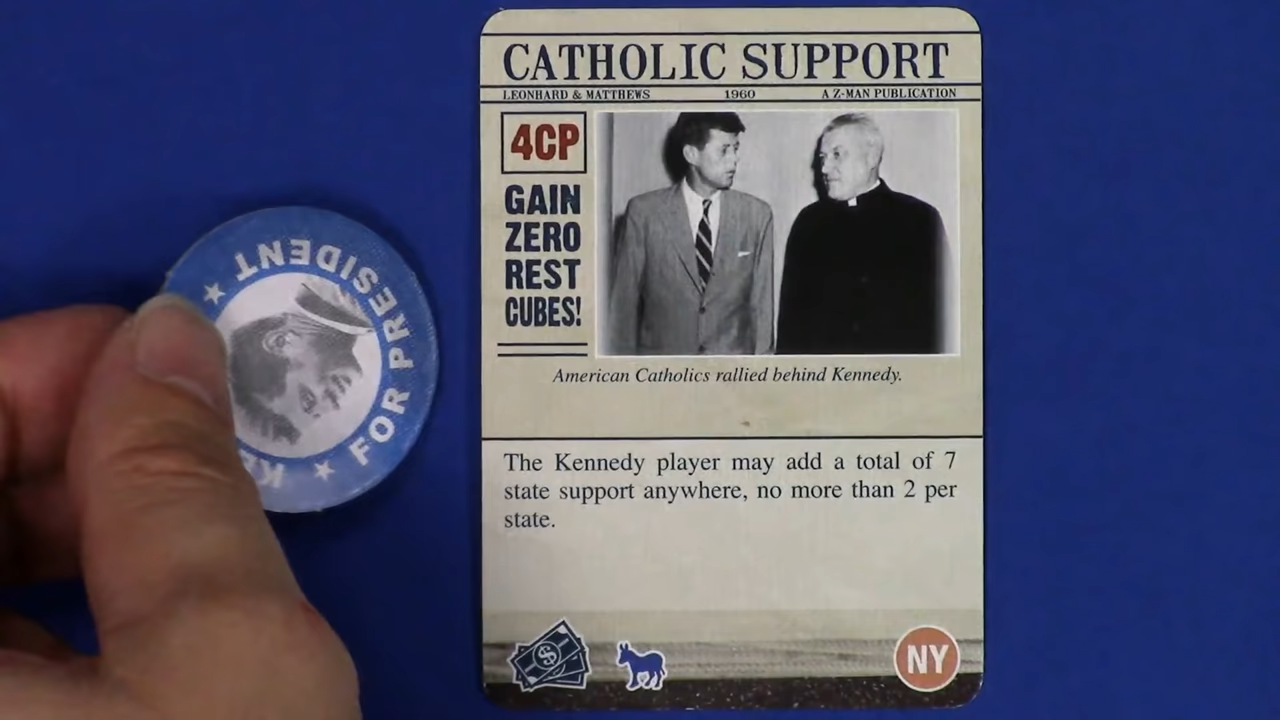 CATHOLIC SUPPORT
LEONHARD & MATTHEWS 1960 A Z-MAN PUBLICATION
4CP
GAIN
ZERO
REST
CUBES!
American Catholics rallied behind Kennedy.
The Kennedy player may add a total of 7
state support anywhere, no more than 2 per
state.
$
NY
★ FOR PRESIDENT ★